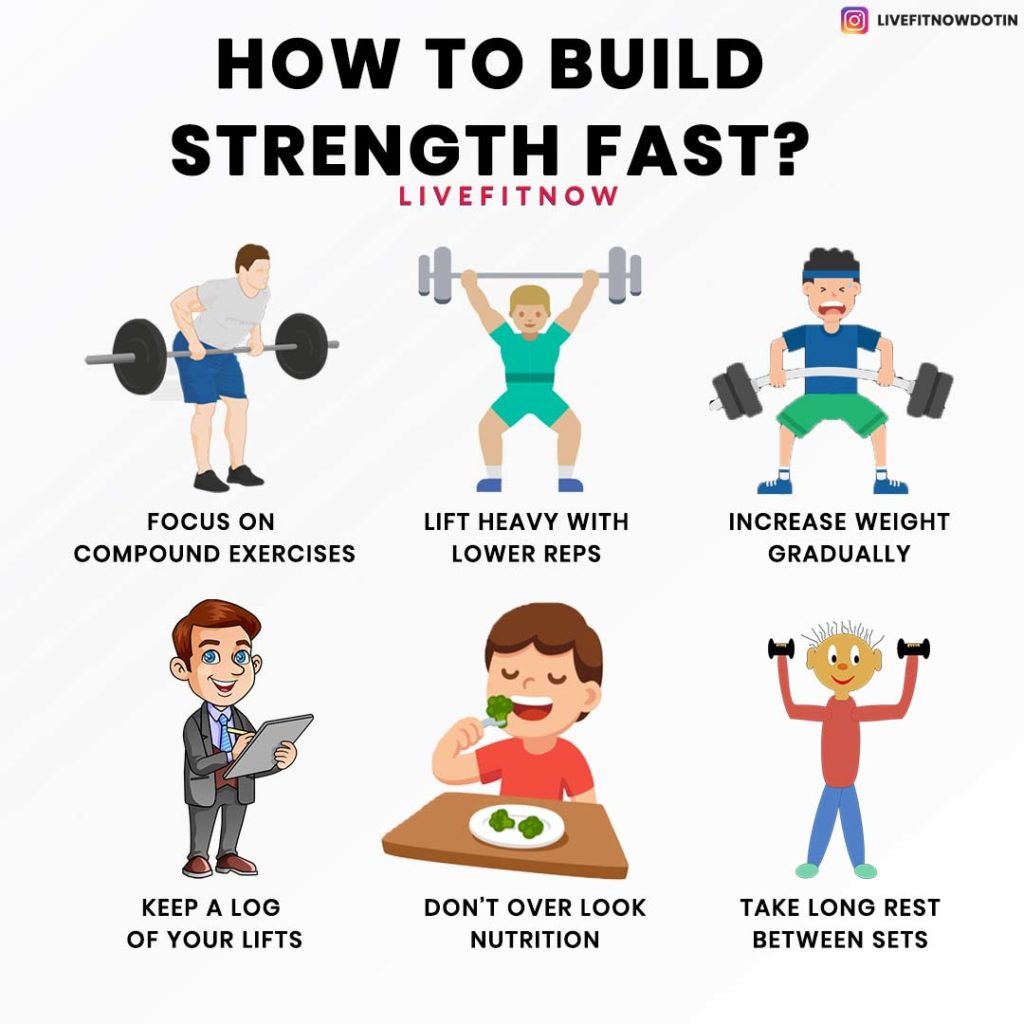 LIVEFITNOWDOTIN
HOW TO BUILD
STRENGTH FAST?
LIVEFITNOW
FOCUS ON
COMPOUND EXERCISES
LIFT HEAVY WITH
LOWER REPS
INCREASE WEIGHT
GRADUALLY
KEEP A LOG
OF YOUR LIFTS
DON'T OVER LOOK
NUTRITION
TAKE LONG REST
BETWEEN SETS